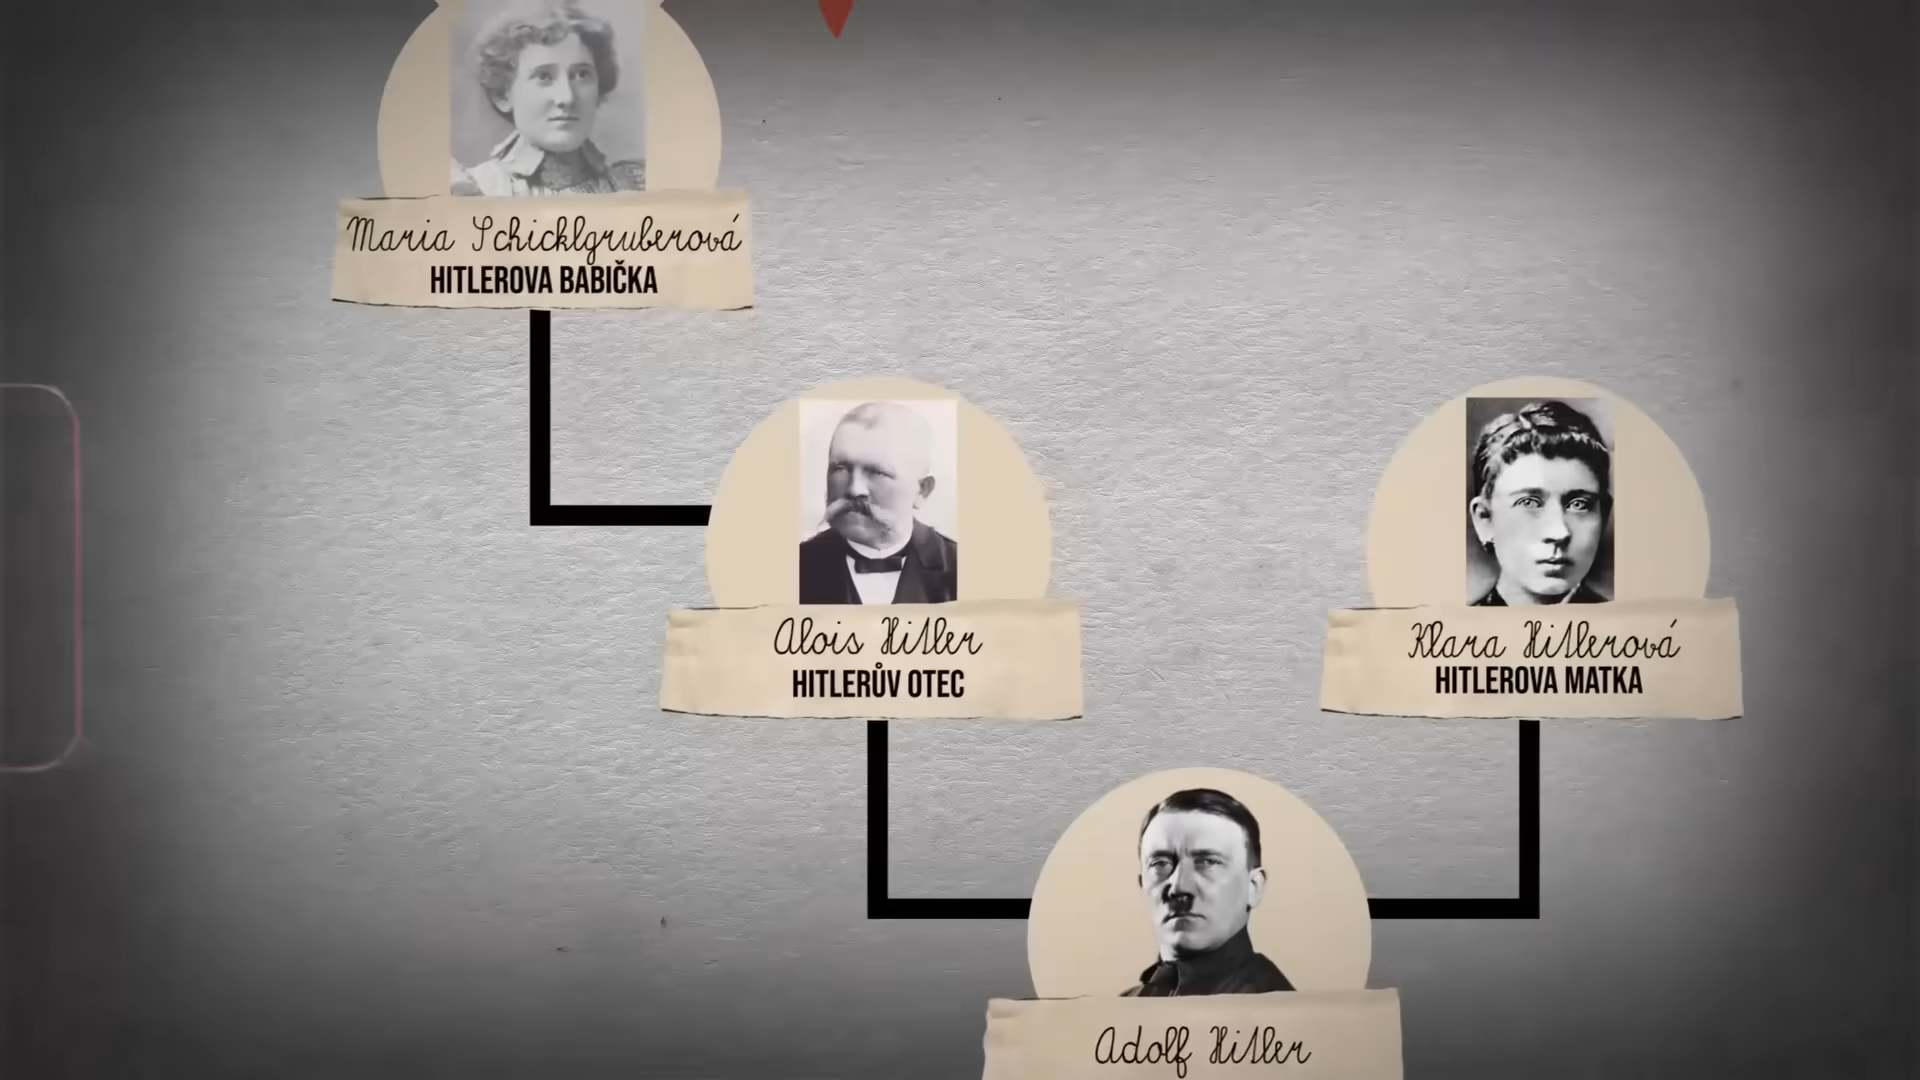 Maria Schicklgruberová
HITLEROVA BABIČKA
Alois Hitler
HITLERŮV OTEC
Klara Hitlerová
HITLEROVA MATKA
Adolf Hitler